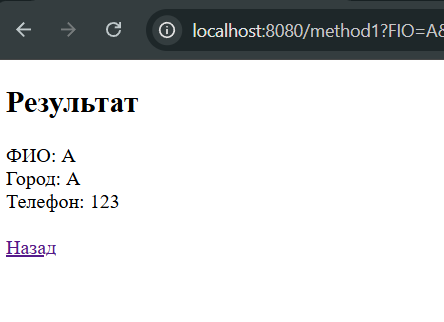 localhost:8080/method1?FIO=A&
Результат
ФИО: А
Город: А
Телефон: 123
Назад